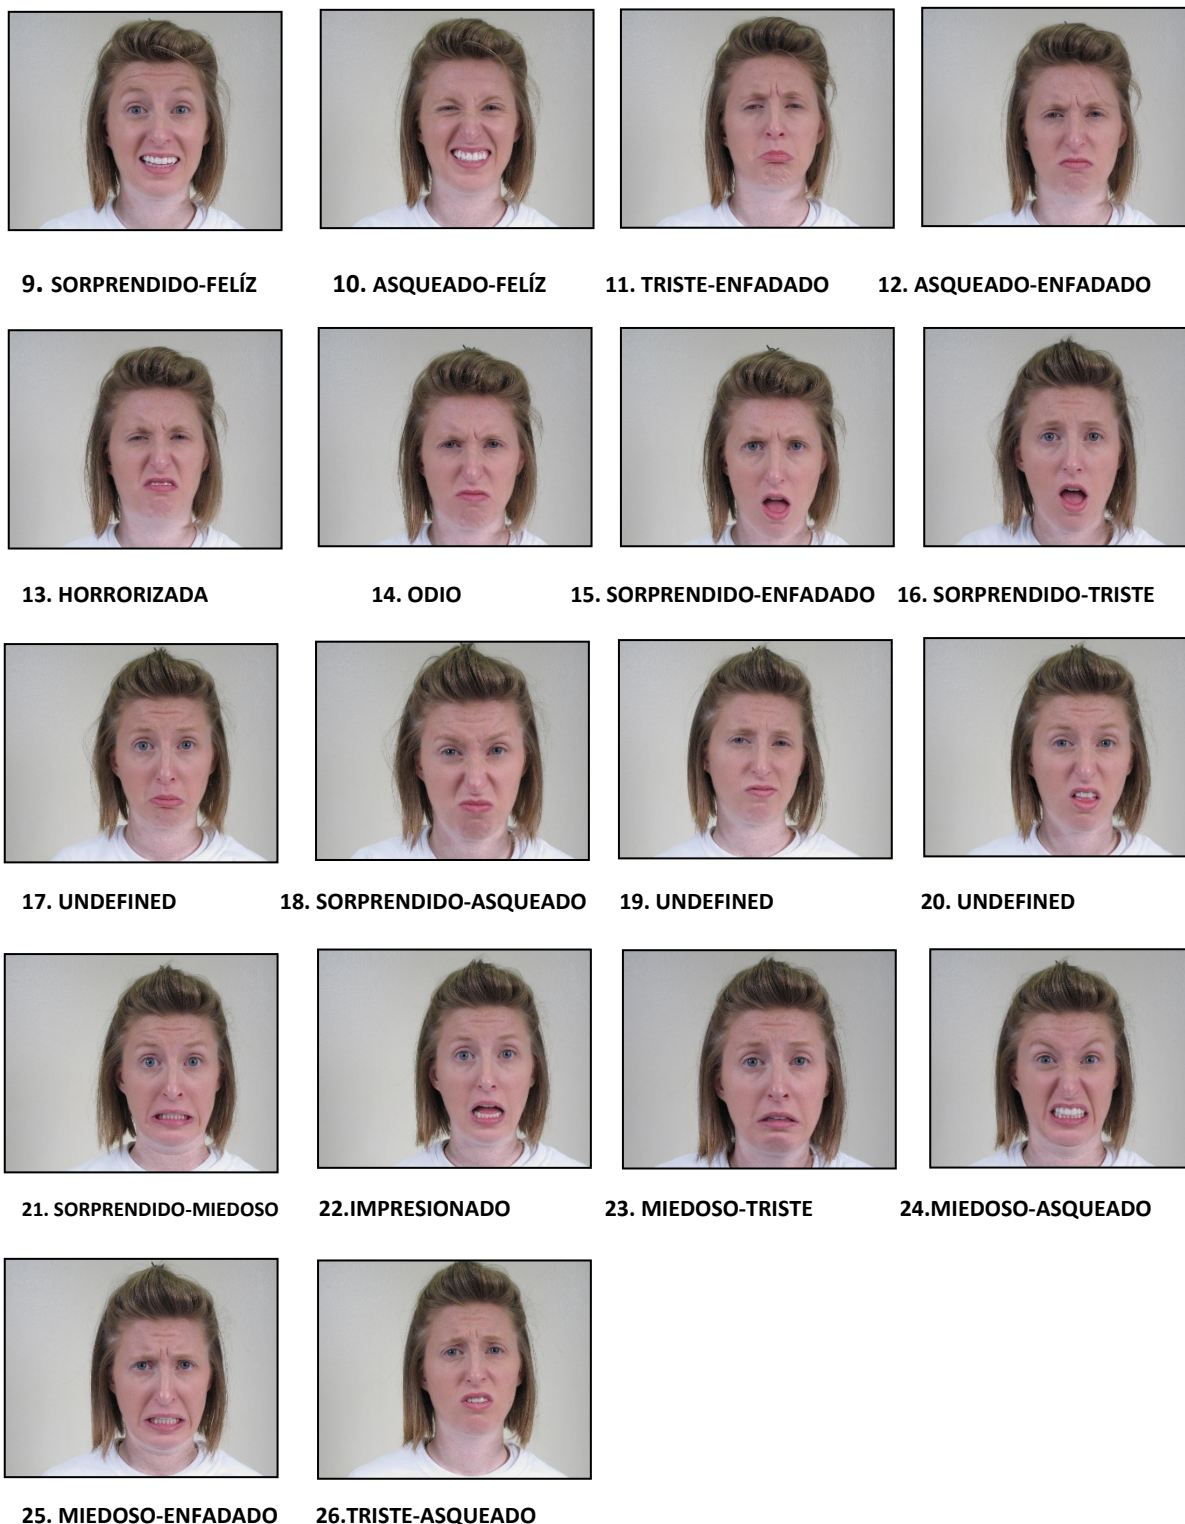 9. SORPRENDIDO-FELÍZ 10. ASQUEADO-FELÍZ 11. TRISTE-ENFADADO 12. ASQUEADO-ENFADADO
13. HORRORIZADA 14. ODIO 15. SORPRENDIDO-ENFADADO 16. SORPRENDIDO-TRISTE
17. UNDEFINED 18. SORPRENDIDO-ASQUEADO 19. UNDEFINED 20. UNDEFINED
21. SORPRENDIDO-MIEDOSO 22.IMPRESIONADO 23. MIEDOSO-TRISTE 24.MIEDOSO-ASQUEADO
25. MIEDOSO-ENFADADO 26.TRISTE-ASQUEADO